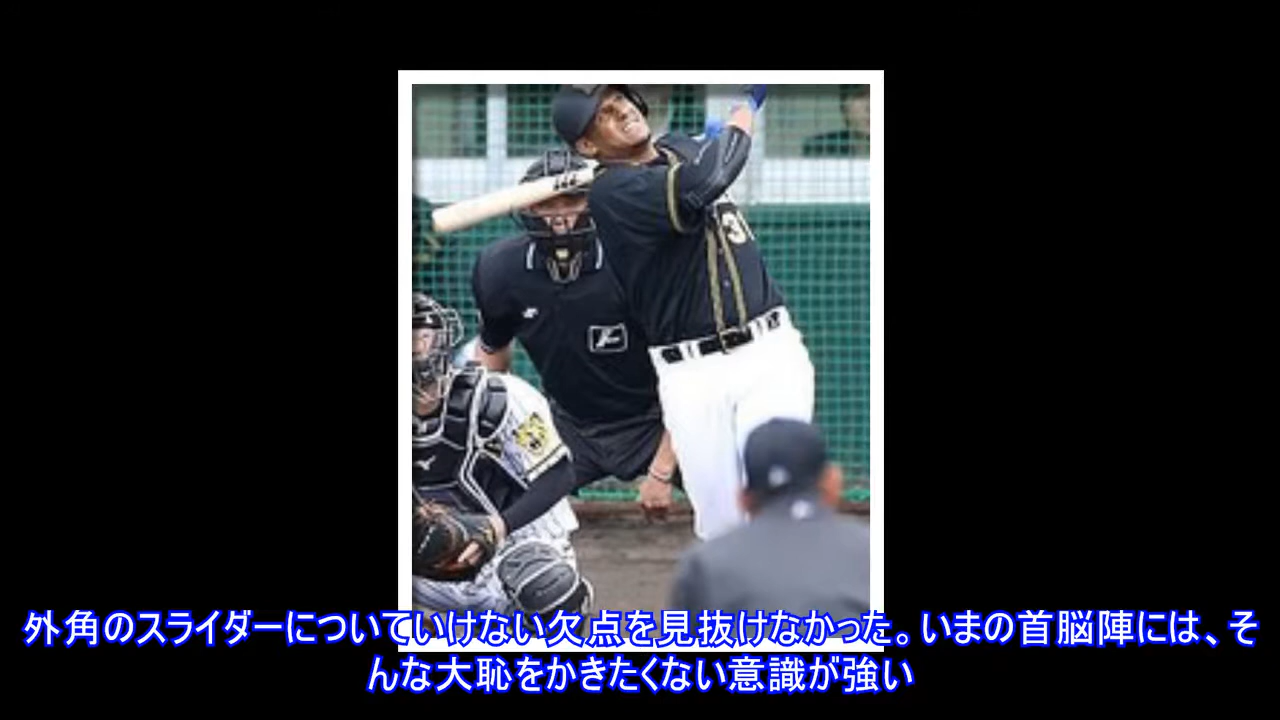 外角のスライダーについていけない欠点を見抜けなかった。いまの首脳陣には、そ
んな大恥をかきたくない意識が強い